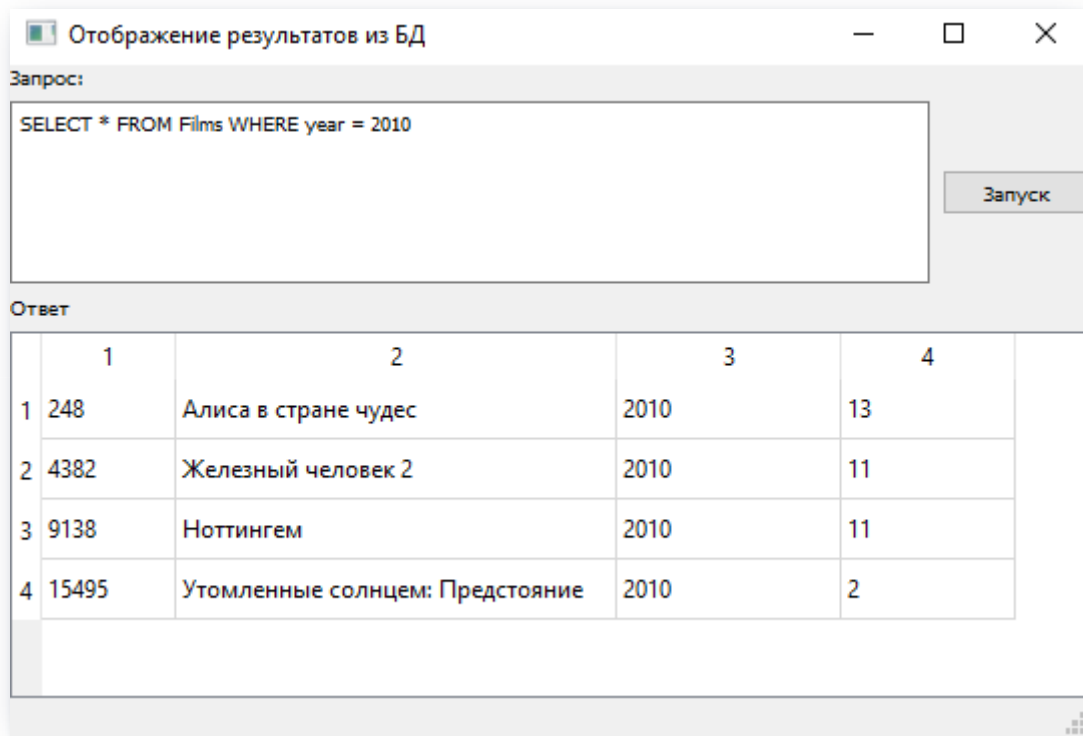 Отображение результатов из БД
Запрос:
SELECT * FROM Films WHERE year = 2010
Запуск
Ответ
1 2 3 4
1 248 Алиса в стране чудес 2010 13
2 4382 Железный человек 2 2010 11
3 9138 Ноттингем 2010 11
4 15495 Утомленные солнцем: Предстояние 2010 2